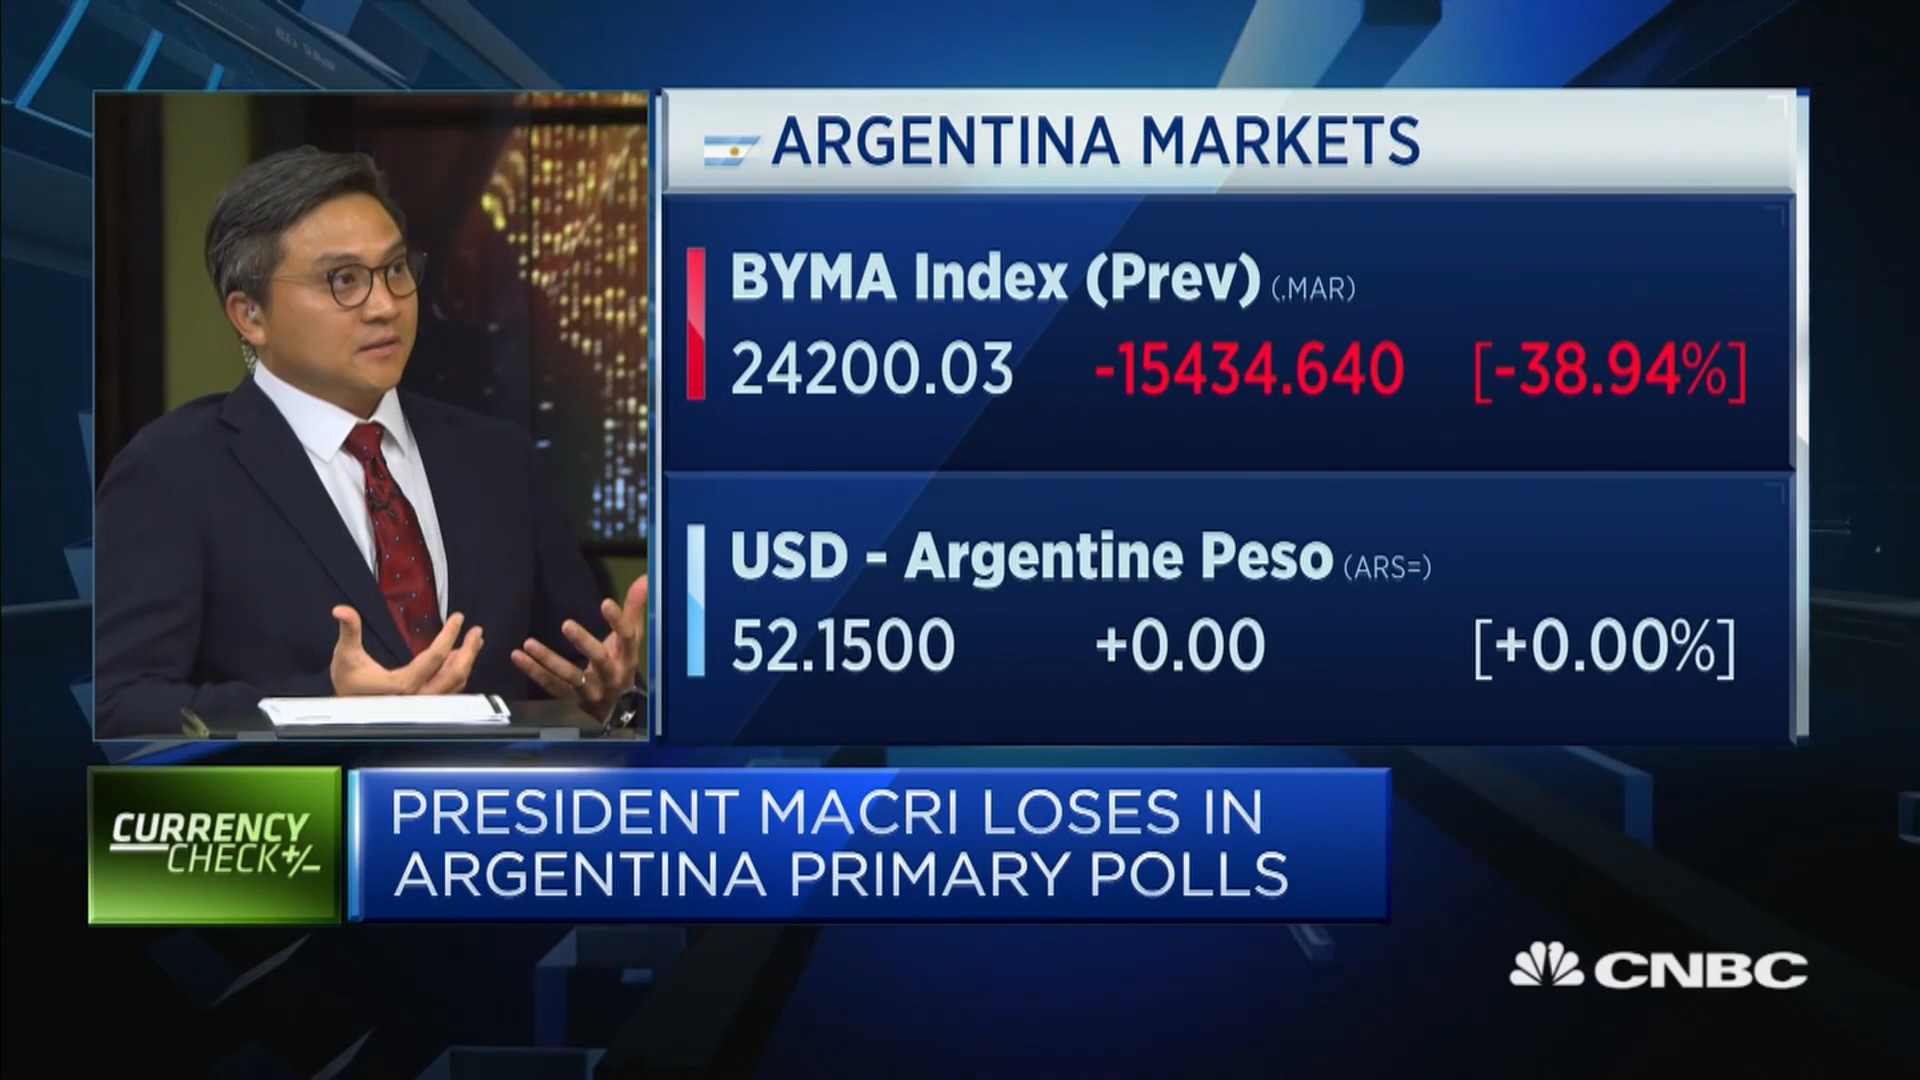 ARGENTINA MARKETS
BYMA Index (Prev) (.MAR)
24200.03 -15434.640 [-38.94%]
USD - Argentine Peso (ARS=)
52.1500 +0.00 [+0.00%]
CURRENCY
CHECK+/-
PRESIDENT MACRI LOSES IN
ARGENTINA PRIMARY POLLS
CNBC